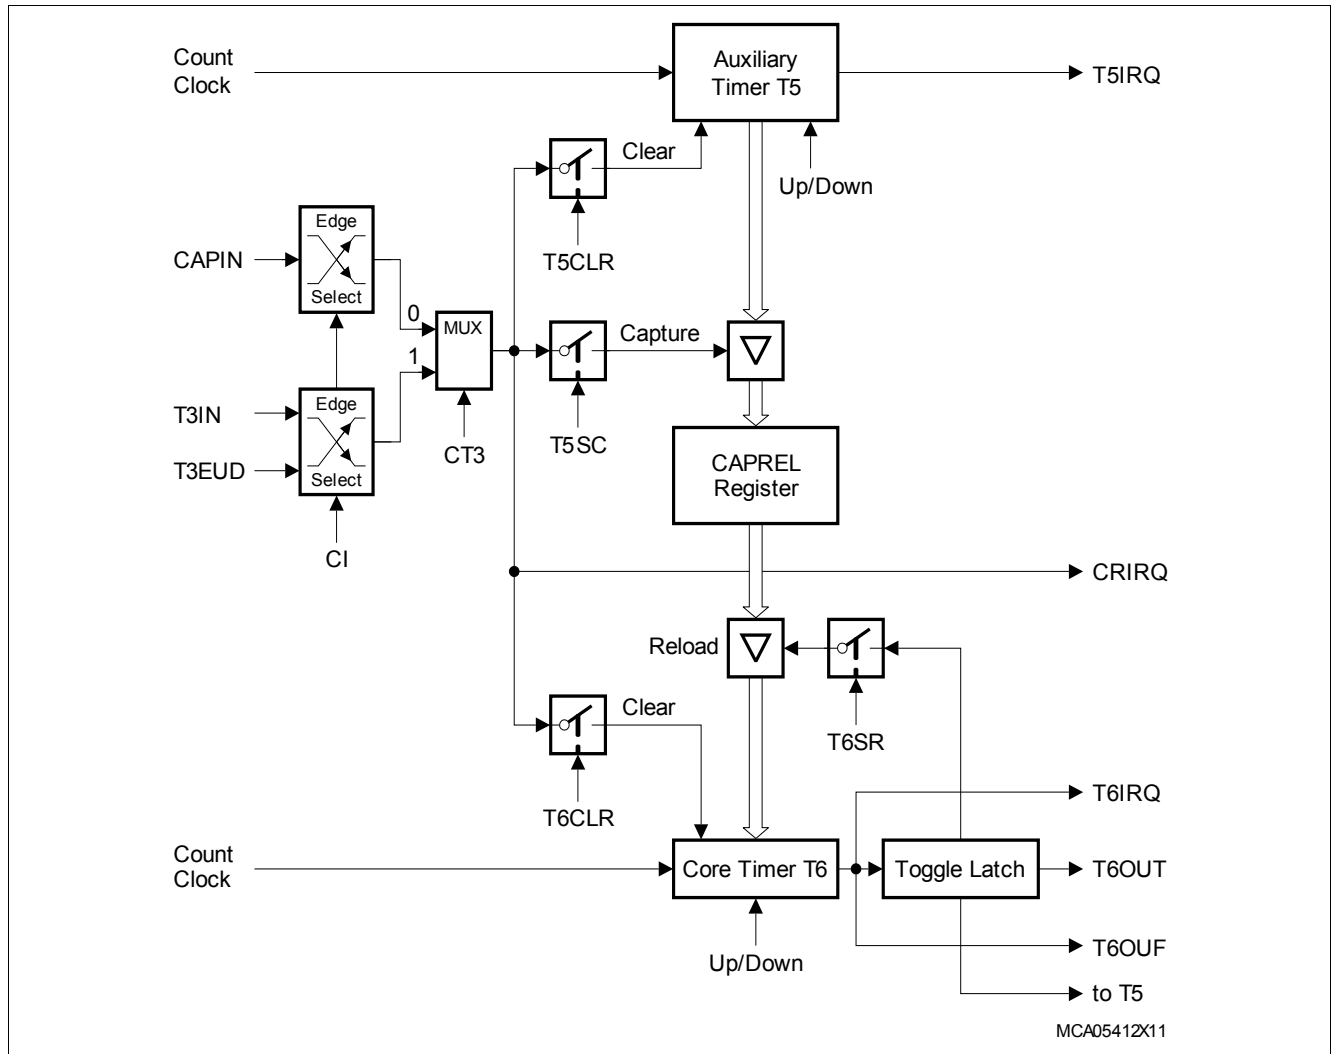 Count
Clock
Auxiliary
Timer T5
T5IRQ
Clear
Up/Down
T5CLR
Edge
Select
CAPIN
0
MUX
1
Capture
T3IN
T3EUD
Edge
Select
CT3
T5SC
CAPREL
Register
CI
CRIRQ
Reload
T6SR
Clear
T6CLR
T6IRQ
Count
Clock
Core Timer T6
Toggle Latch
T6OUT
Up/Down
T6OUF
to T5
MCA05412X11